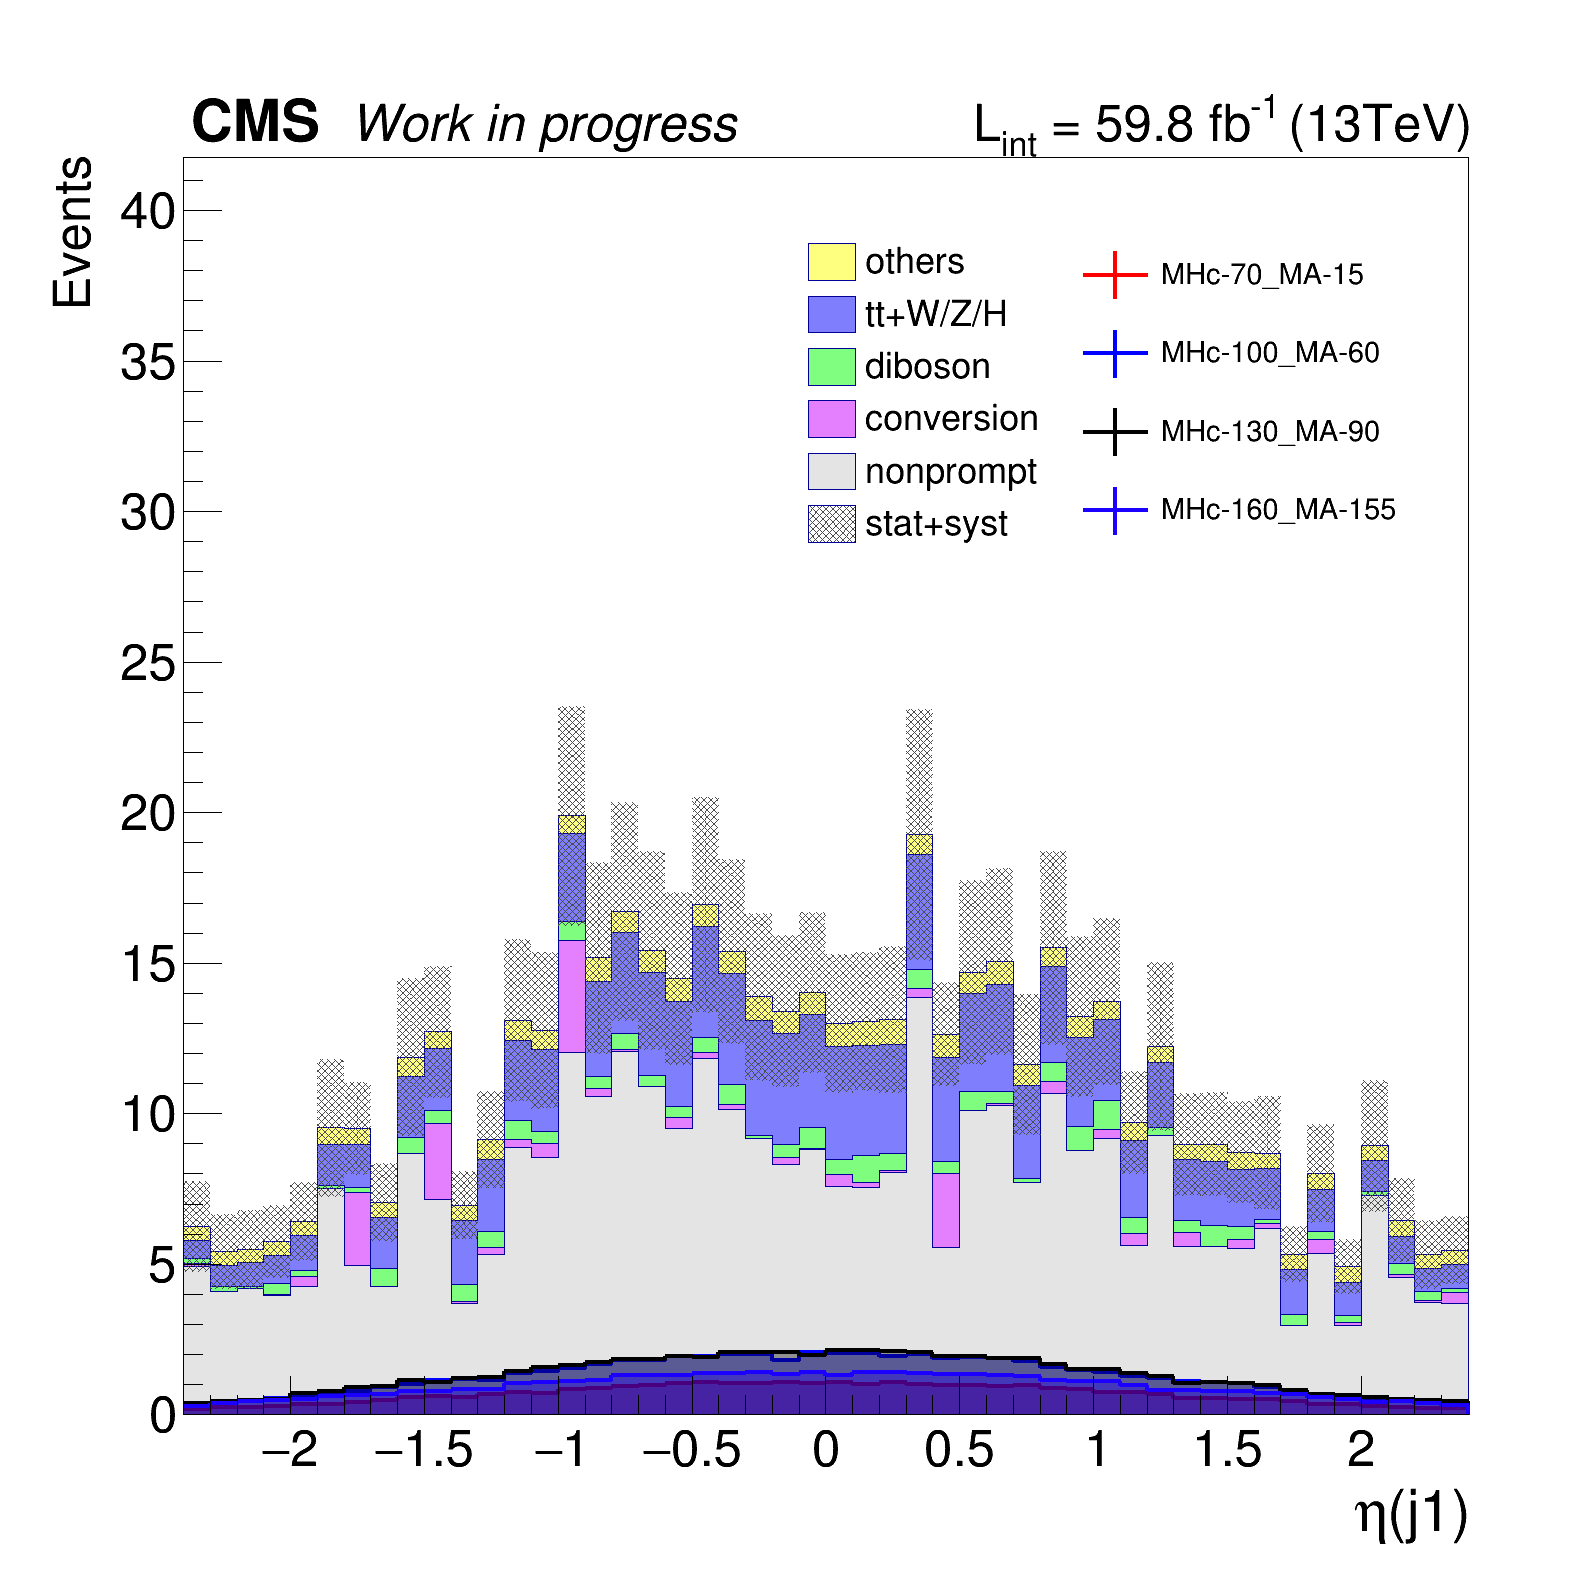 CMS Work in progress
L_int = 59.8 fb^-1 (13TeV)
Events
40
35
30
25
20
15
10
5
0
others
tt+W/Z/H
diboson
conversion
nonprompt
stat+syst
MHc-70_MA-15
MHc-100_MA-60
MHc-130_MA-90
MHc-160_MA-155
−2 −1.5 −1 −0.5 0 0.5 1 1.5 2
η(j1)